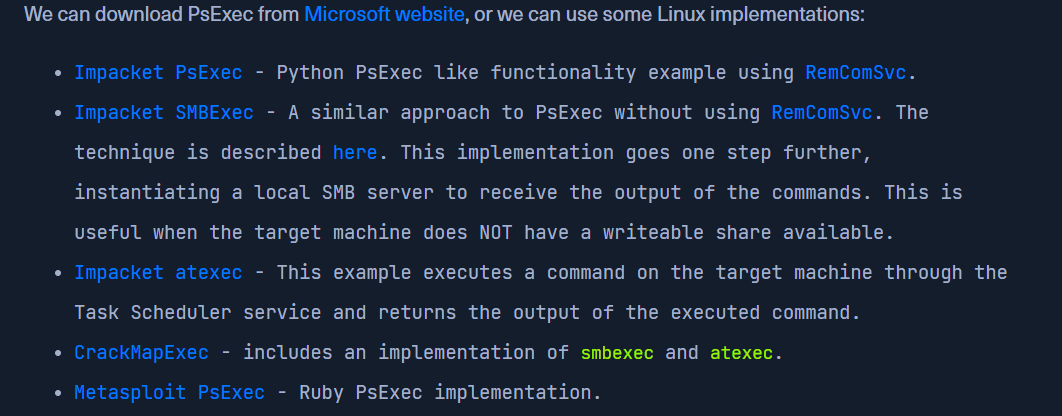 We can download PsExec from Microsoft website, or we can use some Linux implementations:
• Impacket PsExec - Python PsExec like functionality example using RemComSvc.
• Impacket SMBExec - A similar approach to PsExec without using RemComSvc. The
technique is described here. This implementation goes one step further,
instantiating a local SMB server to receive the output of the commands. This is
useful when the target machine does NOT have a writeable share available.
• Impacket atexec - This example executes a command on the target machine through the
Task Scheduler service and returns the output of the executed command.
• CrackMapExec - includes an implementation of smbexec and atexec.
• Metasploit PsExec - Ruby PsExec implementation.